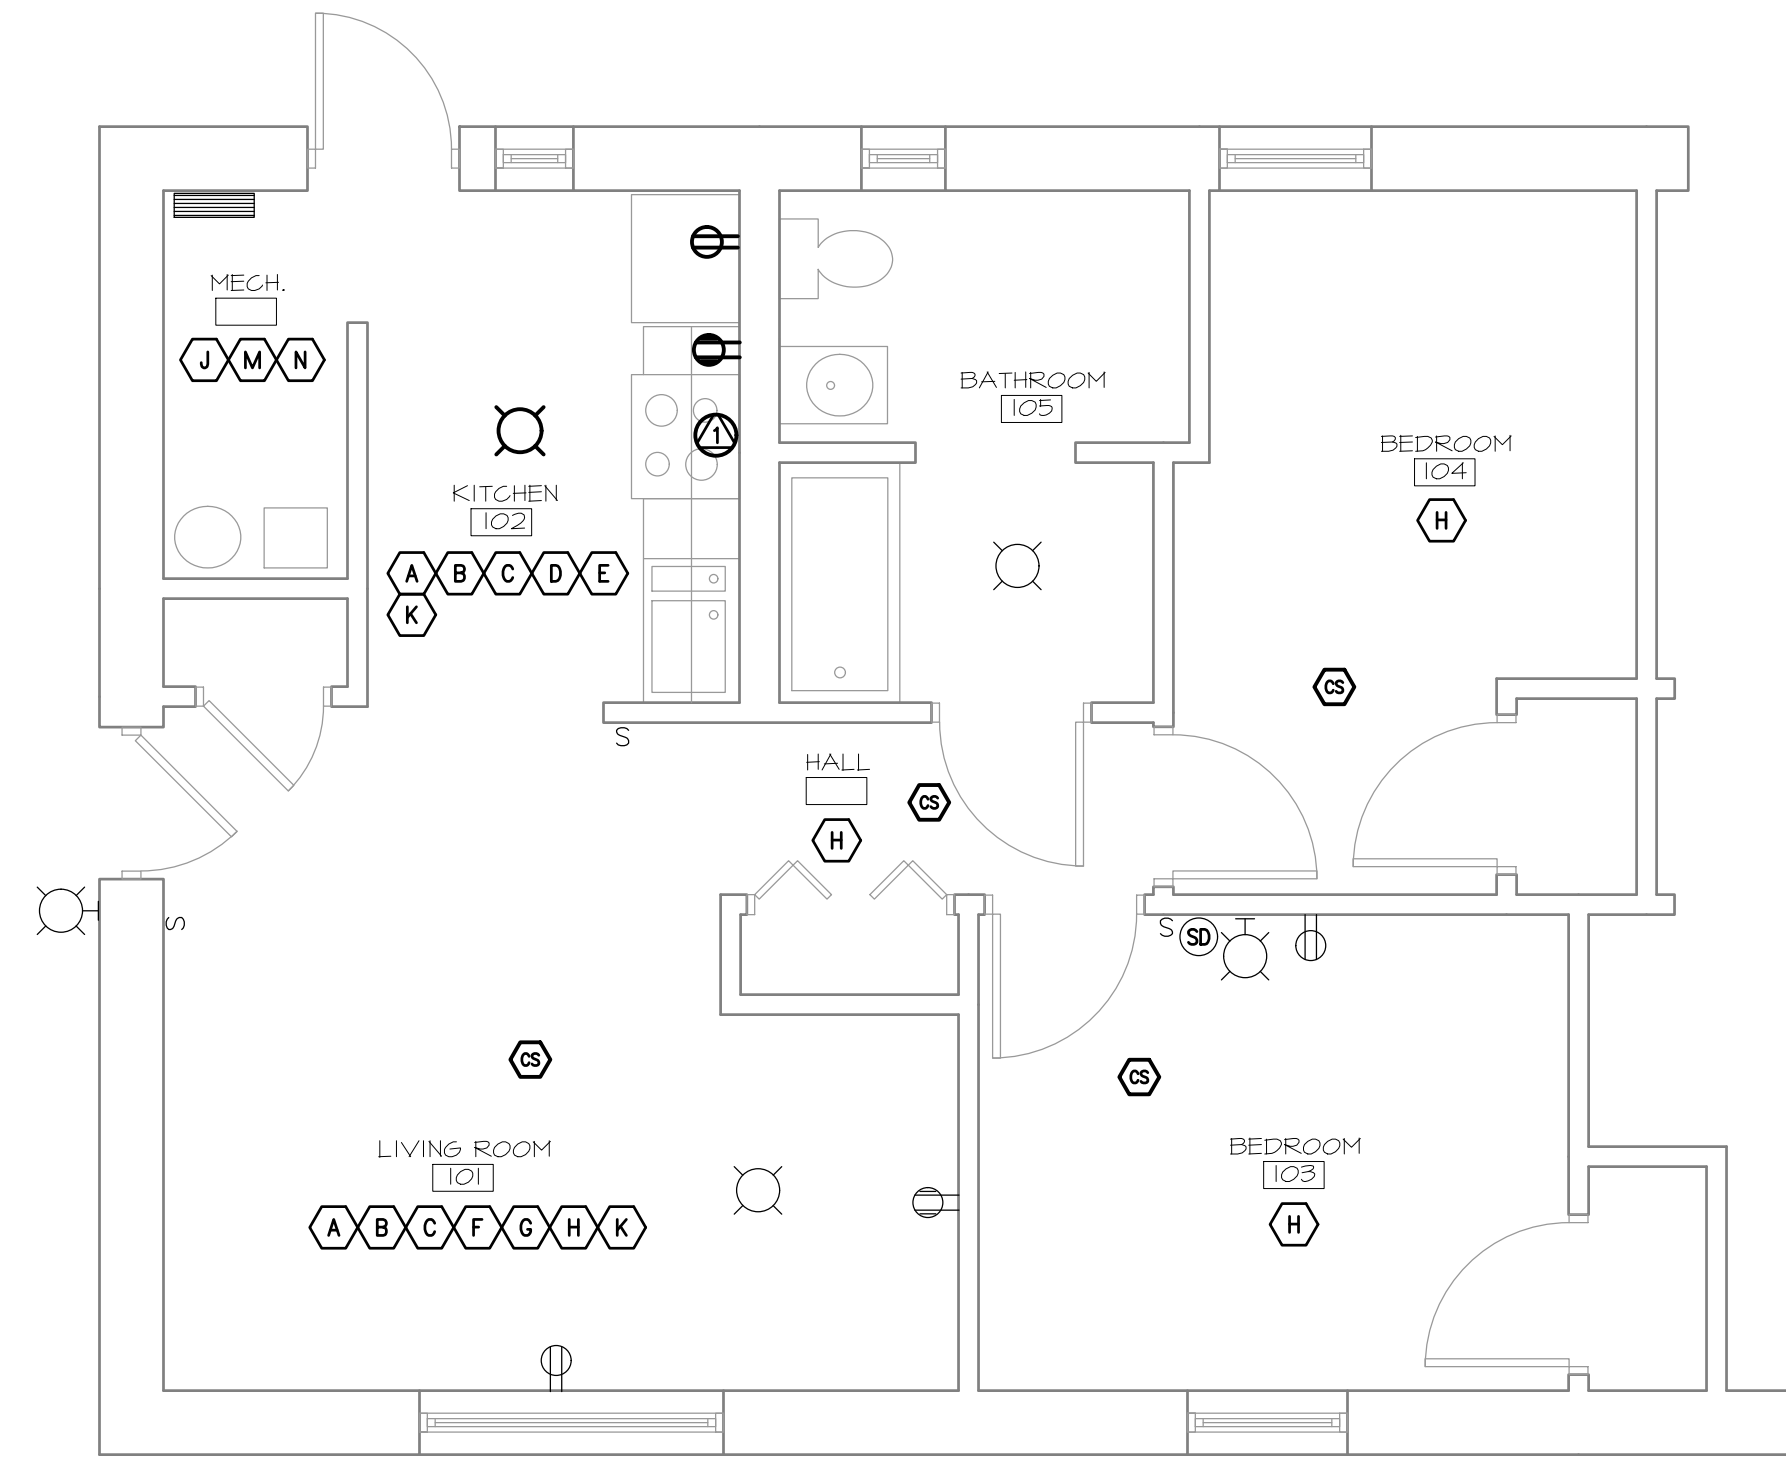 MECH.
J M N
1
BATHROOM
105
BEDROOM
104
H
KITCHEN
102
A B C D E
K
CS
S
HALL
CS
H
S
S
SD
CS
CS
LIVING ROOM
101
A B C F G H K
BEDROOM
103
H